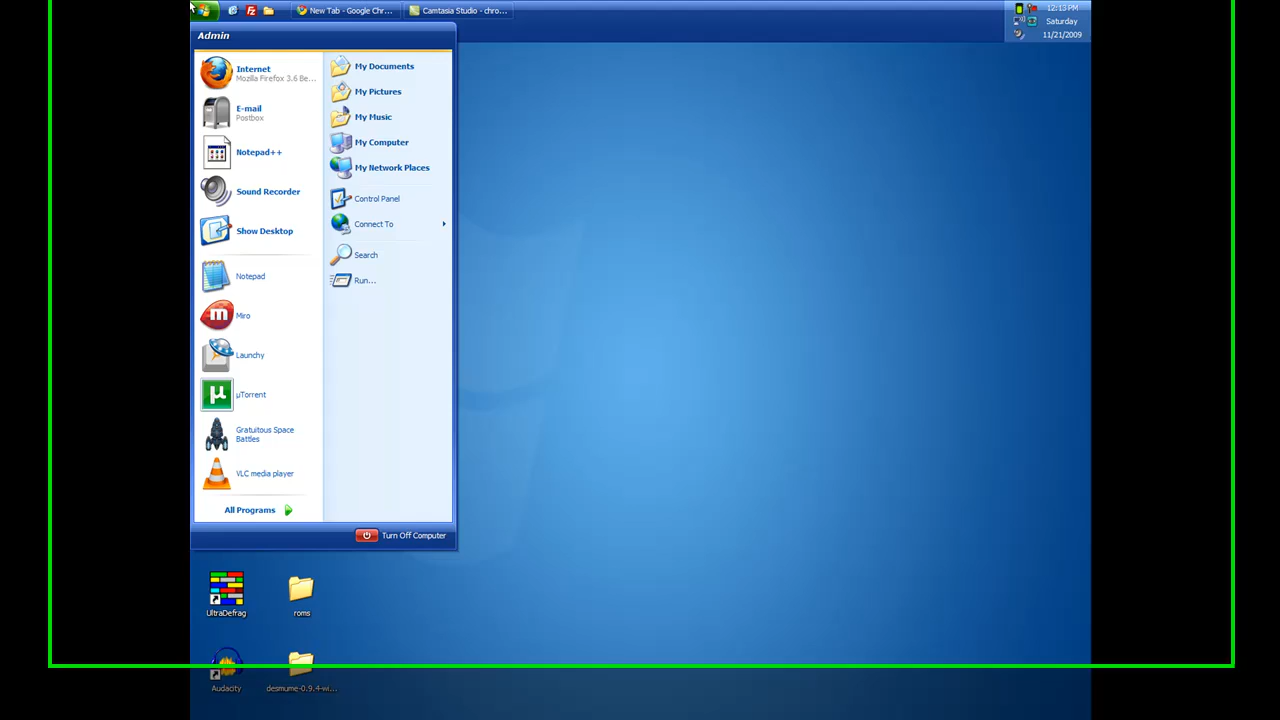 New Tab - Google Chr...
Camtasia Studio - chro...
12:13 PM
Saturday
11/21/2009
Admin
Internet
Mozilla Firefox 3.6 Be...
E-mail
Postbox
Notepad++
Sound Recorder
Show Desktop
Notepad
Miro
Launchy
µTorrent
Gratuitous Space
Battles
VLC media player
All Programs
My Documents
My Pictures
My Music
My Computer
My Network Places
Control Panel
Connect To
Search
Run...
Turn Off Computer
UltraDefrag
roms
Audacity
desmume-0.9.4-wi...